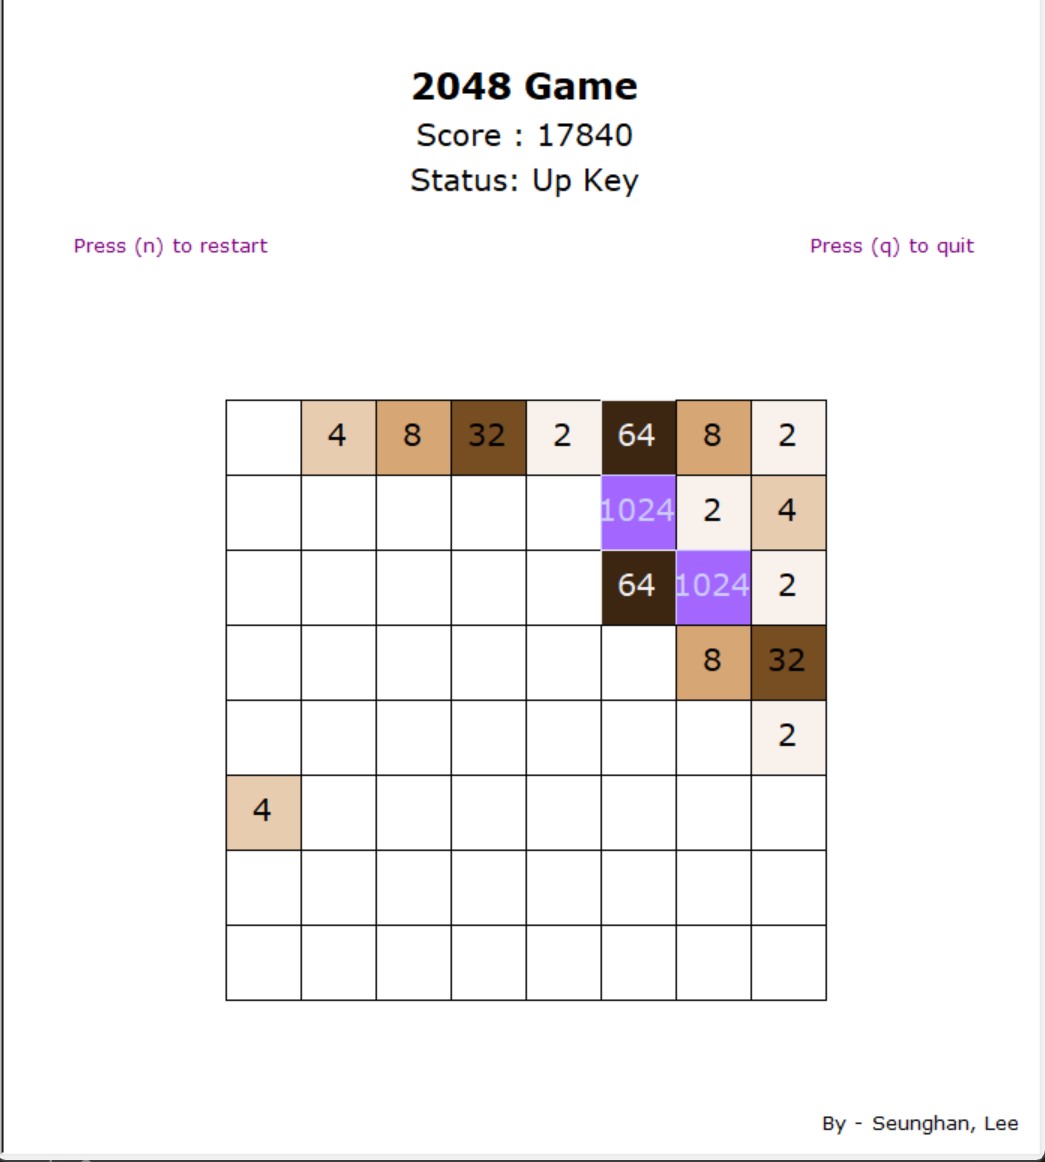 2048 Game
Score : 17840
Status: Up Key
Press (n) to restart Press (q) to quit
4 8 32 2 64 8 2
1024 2 4
64 1024 2
8 32
2
4
By - Seunghan, Lee